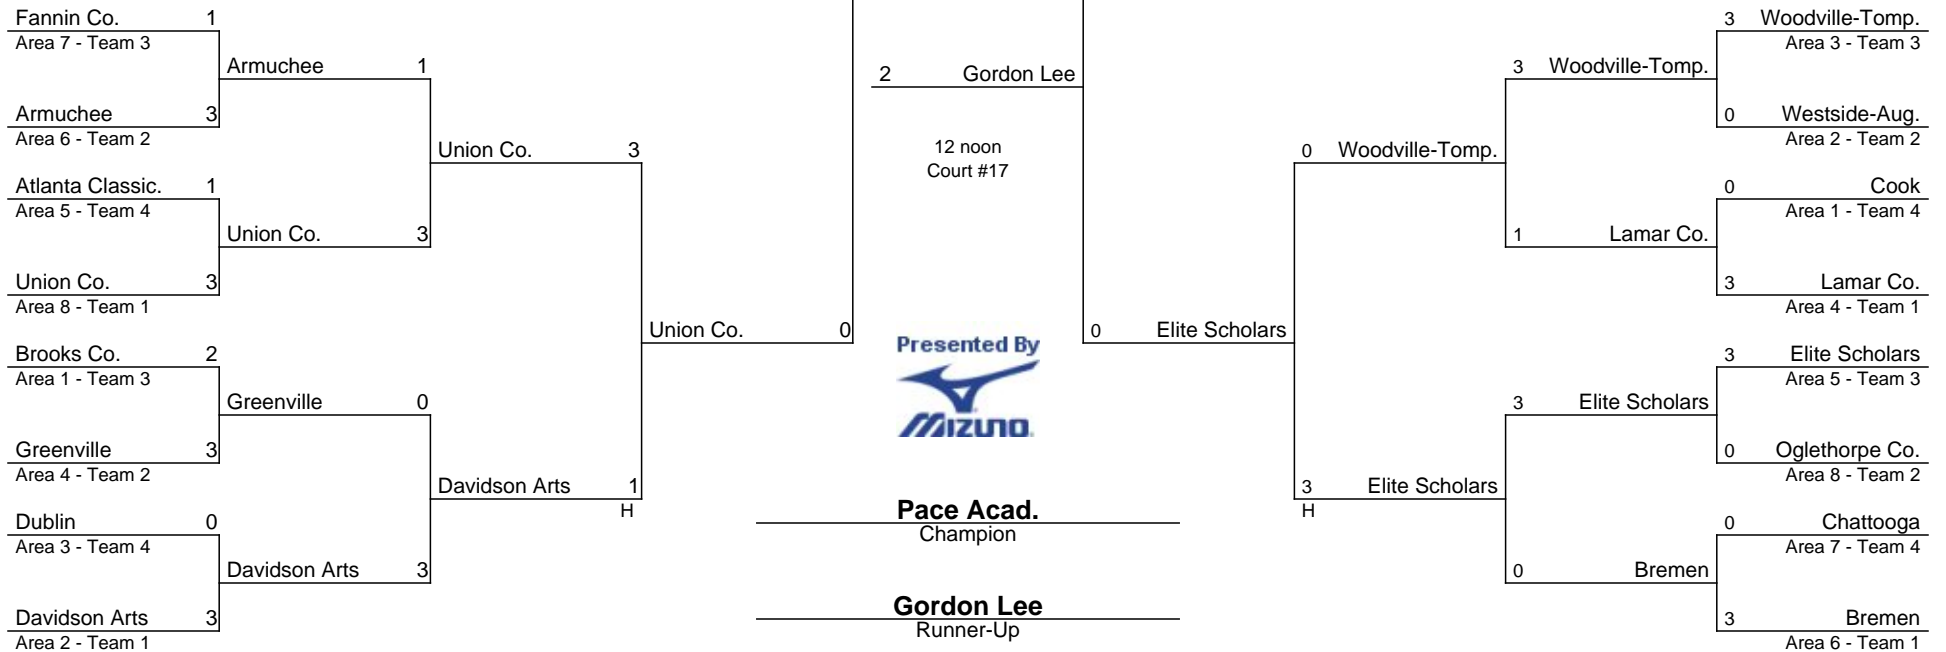 Fannin Co. 1
Area 7 - Team 3
Armuchee 1
Armuchee 3
Area 6 - Team 2
Union Co. 3
Atlanta Classic. 1
Area 5 - Team 4
Union Co. 3
Union Co. 3
Area 8 - Team 1
Union Co. 0
Brooks Co. 2
Area 1 - Team 3
Greenville 0
Greenville 3
Area 4 - Team 2
Davidson Arts 1
H
Dublin 0
Area 3 - Team 4
Davidson Arts 3
Davidson Arts 3
Area 2 - Team 1
2 Gordon Lee
12 noon
Court #17
Presented By
MIZUNO
Pace Acad.
Champion
Gordon Lee
Runner-Up
3 Woodville-Tomp.
Area 3 - Team 3
3 Woodville-Tomp.
0 Westside-Aug.
Area 2 - Team 2
0 Woodville-Tomp.
0 Cook
Area 1 - Team 4
1 Lamar Co.
3 Lamar Co.
Area 4 - Team 1
0 Elite Scholars
3 Elite Scholars
Area 5 - Team 3
3 Elite Scholars
0 Oglethorpe Co.
Area 8 - Team 2
3 Elite Scholars
H
0 Chattooga
Area 7 - Team 4
0 Bremen
3 Bremen
Area 6 - Team 1